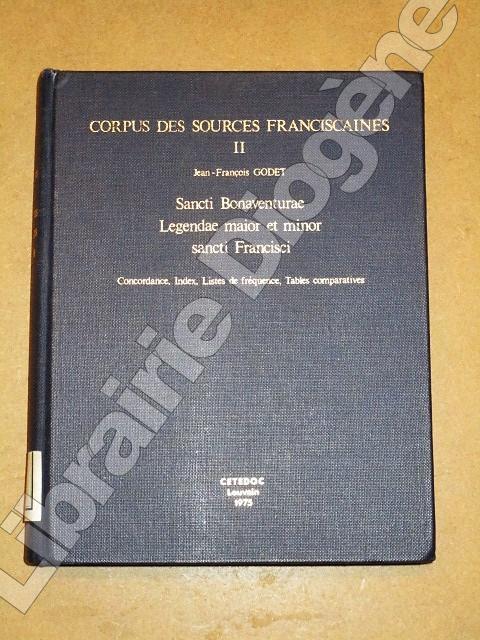 CORPUS DES SOURCES FRANCISCAINES
II
Jean-François GODET
Sancti Bonaventurae
Legendae maior et minor
sancti Francisci
Concordance, Index, Listes de fréquence, Tables comparatives
CETEDOC
Louvain
1975
Librairie Diogène